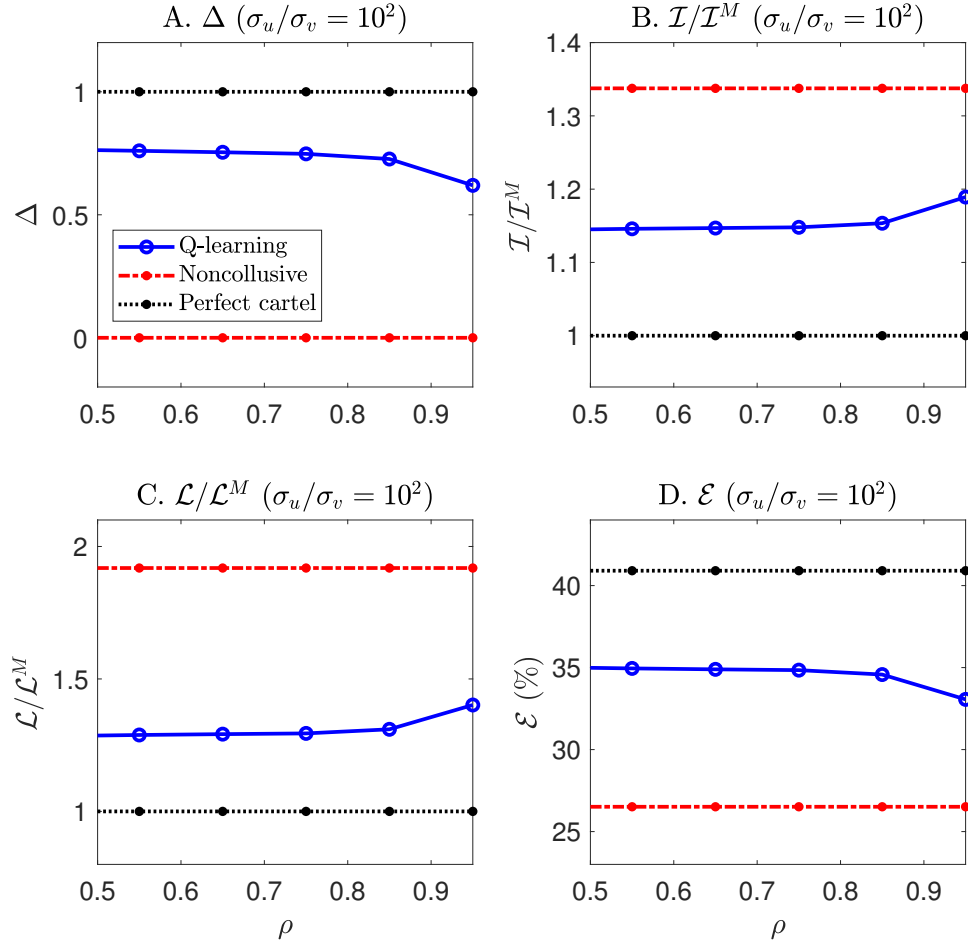 A. Δ (σ_u/σ_v = 10^2)
1
0.5
0
Δ
Q-learning
Noncollusive
Perfect cartel
0.5 0.6 0.7 0.8 0.9
B. 𝓘/𝓘^M (σ_u/σ_v = 10^2)
1.4
1.3
1.2
1.1
1
𝓘/𝓘^M
0.5 0.6 0.7 0.8 0.9
C. 𝓛/𝓛^M (σ_u/σ_v = 10^2)
2
1.5
1
𝓛/𝓛^M
0.5 0.6 0.7 0.8 0.9
ρ
D. 𝓔 (σ_u/σ_v = 10^2)
40
35
30
25
𝓔 (%)
0.5 0.6 0.7 0.8 0.9
ρ